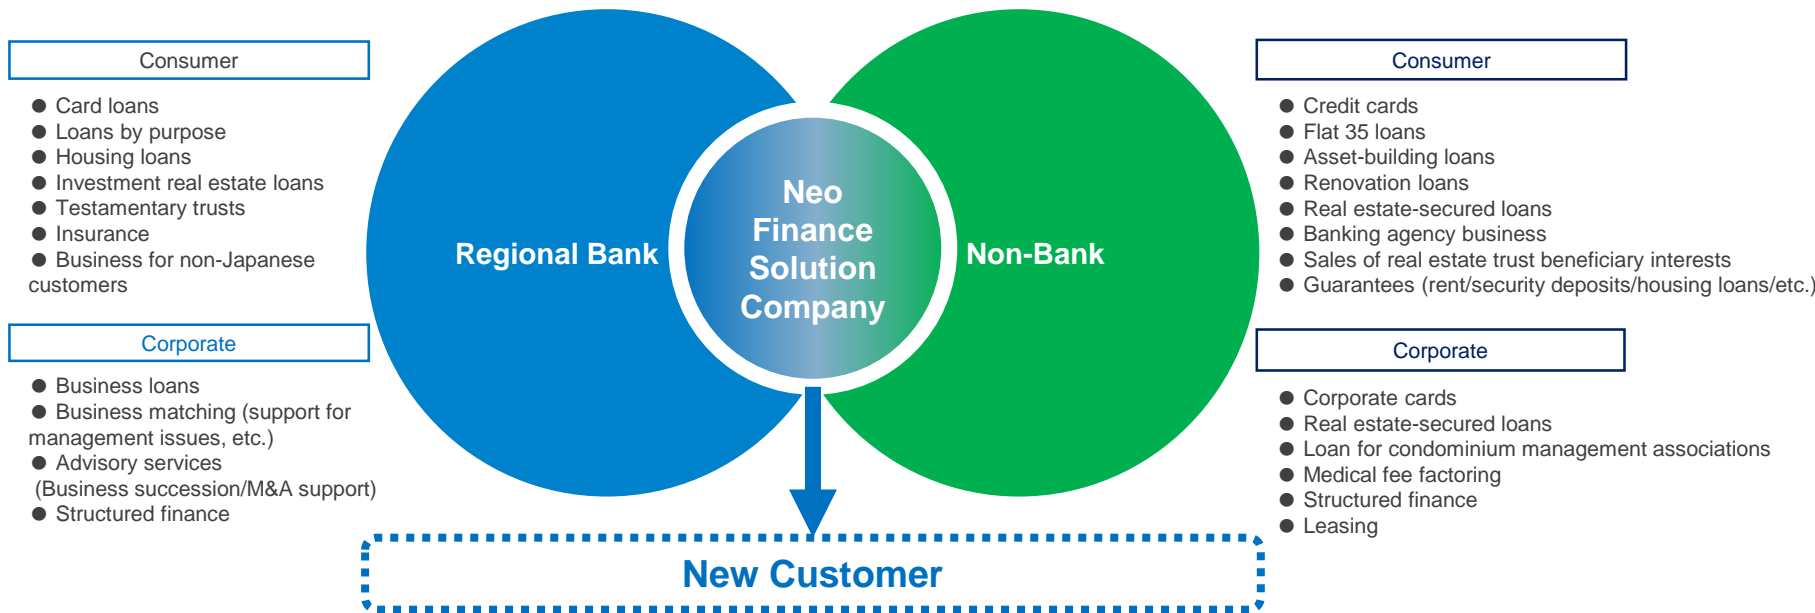 Consumer
● Card loans
● Loans by purpose
● Housing loans
● Investment real estate loans
● Testamentary trusts
● Insurance
● Business for non-Japanese
customers
Corporate
● Business loans
● Business matching (support for
management issues, etc.)
● Advisory services
(Business succession/M&A support)
● Structured finance
Regional Bank
Neo
Finance
Solution
Company
Non-Bank
New Customer
Consumer
● Credit cards
● Flat 35 loans
● Asset-building loans
● Renovation loans
● Real estate-secured loans
● Banking agency business
● Sales of real estate trust beneficiary interests
● Guarantees (rent/security deposits/housing loans/etc.)
Corporate
● Corporate cards
● Real estate-secured loans
● Loan for condominium management associations
● Medical fee factoring
● Structured finance
● Leasing